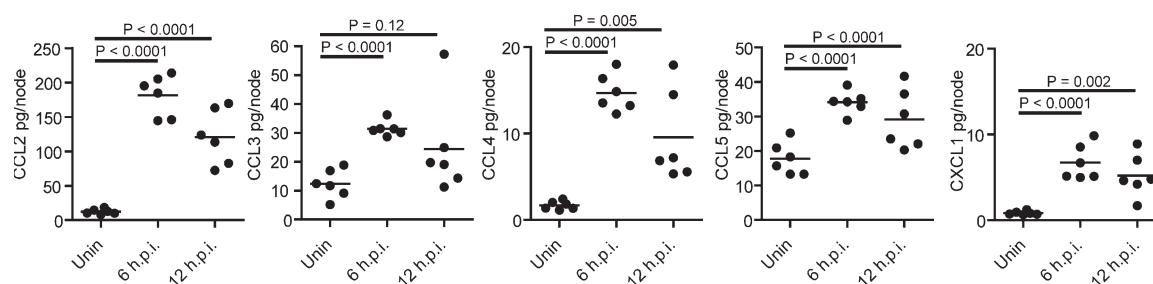 P < 0.0001
P < 0.0001
CCL2 pg/node
250
200
150
100
50
0
Unin
6 h.p.i.
12 h.p.i.
P = 0.12
P < 0.0001
CCL3 pg/node
60
50
40
30
20
10
0
Unin
6 h.p.i.
12 h.p.i.
P = 0.005
P < 0.0001
CCL4 pg/node
20
10
0
Unin
6 h.p.i.
12 h.p.i.
P < 0.0001
P < 0.0001
CCL5 pg/node
50
40
30
20
10
0
Unin
6 h.p.i.
12 h.p.i.
P = 0.002
P < 0.0001
CXCL1 pg/node
20
10
0
Unin
6 h.p.i.
12 h.p.i.